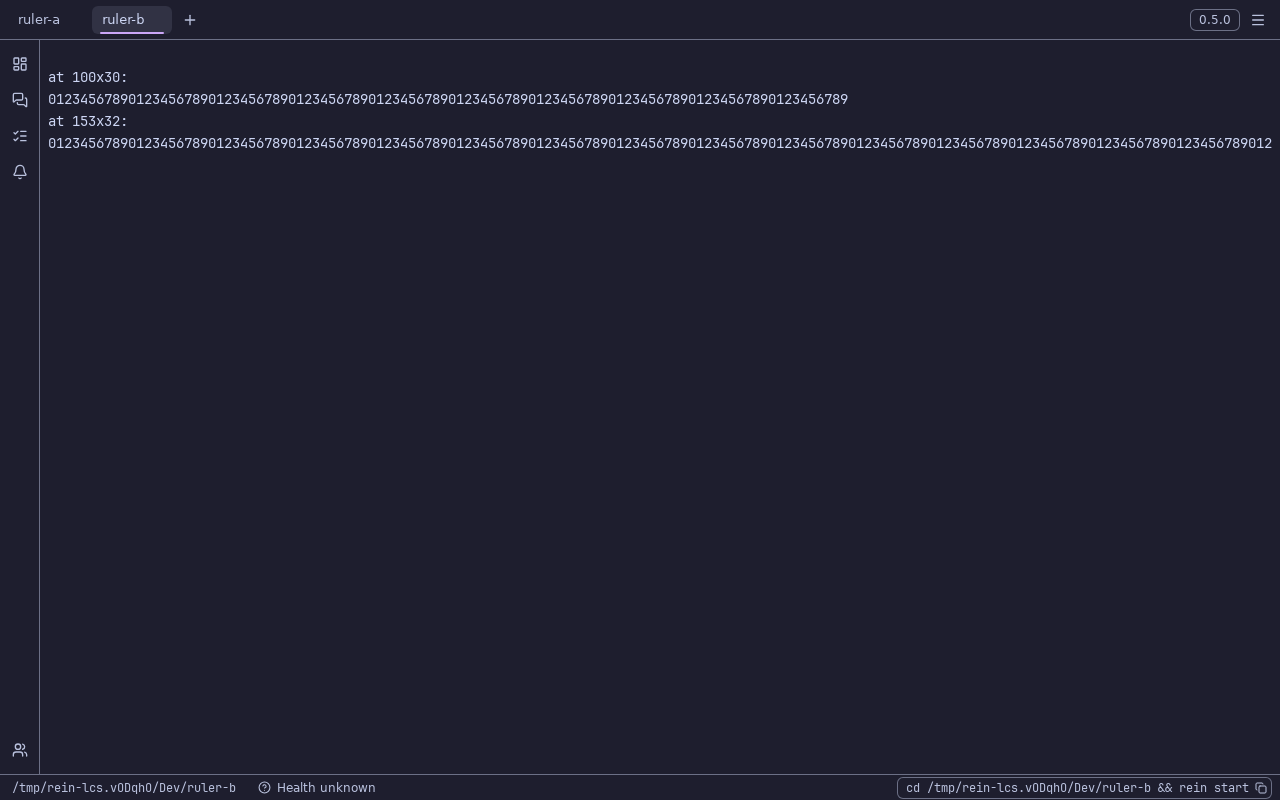 ruler-a
ruler-b
0.5.0
at 100x30:
0123456789012345678901234567890123456789012345678901234567890123456789012345678901234567890123456789
at 153x32:
012345678901234567890123456789012345678901234567890123456789012345678901234567890123456789012345678901234567890123456789012345678901234567890123456789012
/tmp/rein-lcs.vODqhO/Dev/ruler-b
Health unknown
cd /tmp/rein-lcs.vODqhO/Dev/ruler-b && rein start